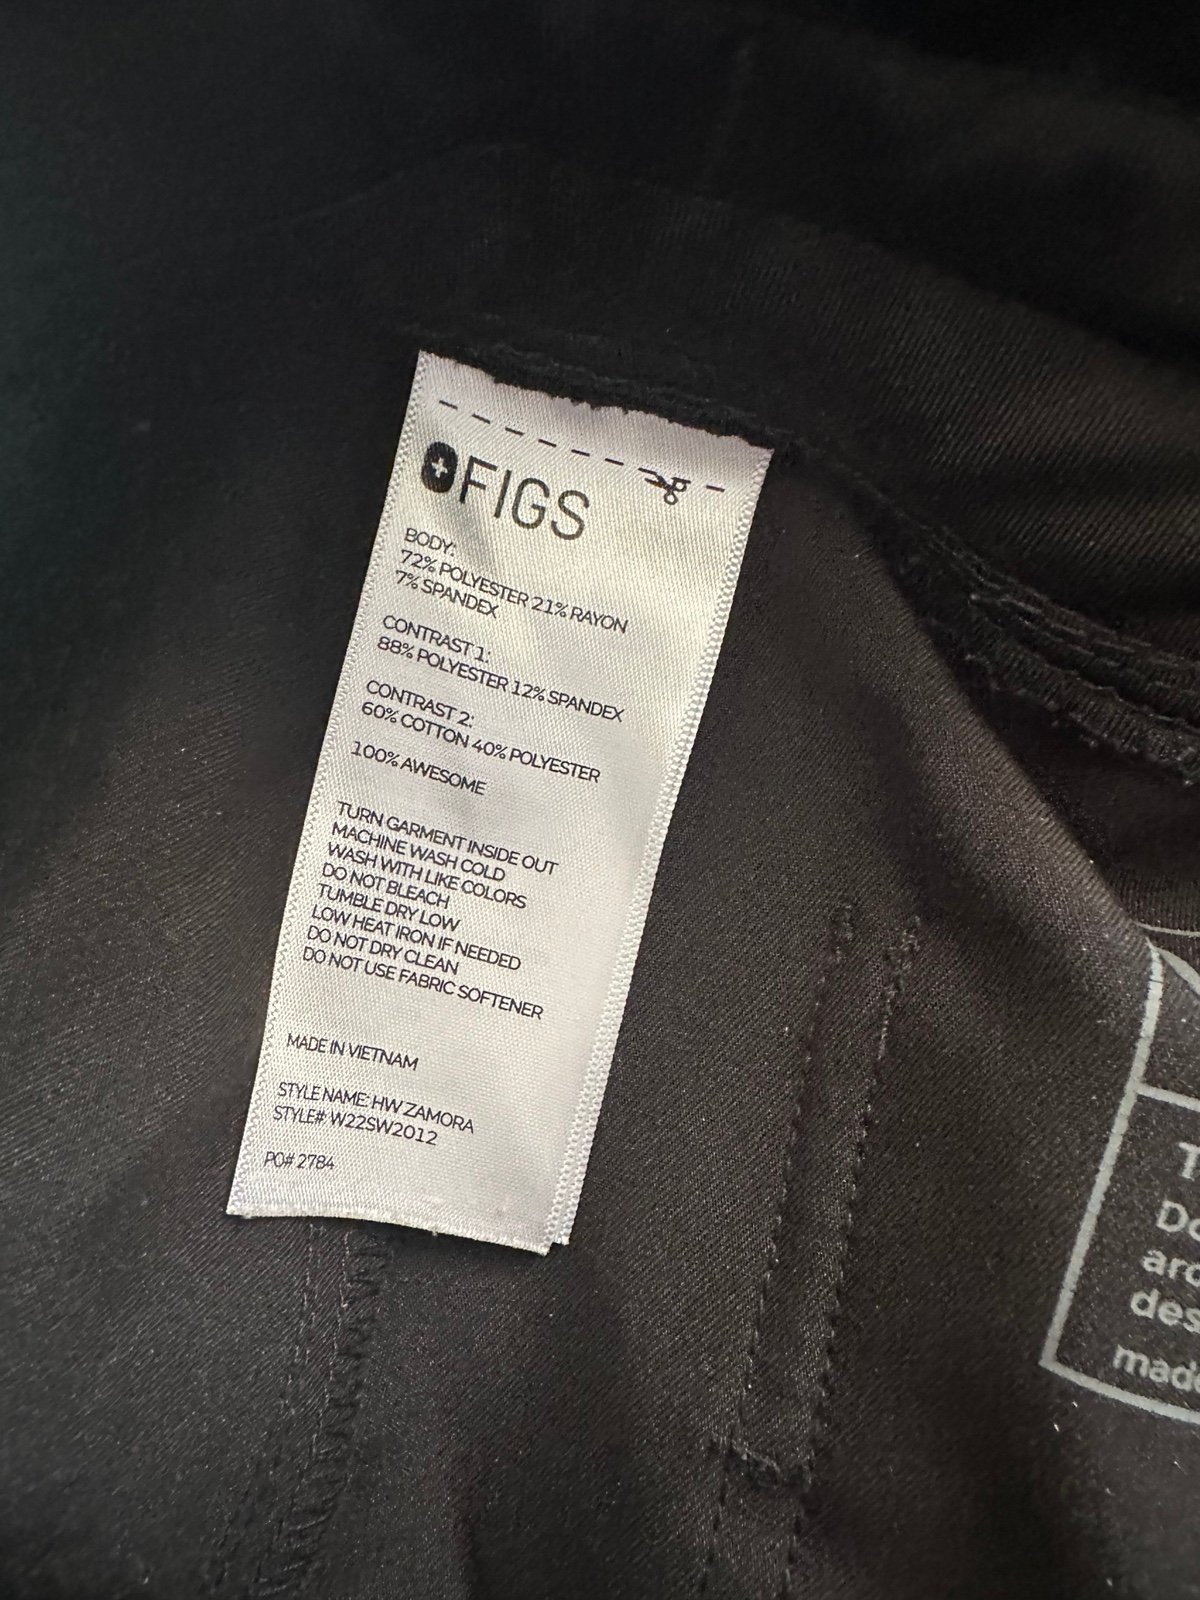 FIGS
BODY:
72% POLYESTER 21% RAYON
7% SPANDEX
CONTRAST 1:
88% POLYESTER 12% SPANDEX
CONTRAST 2:
60% COTTON 40% POLYESTER
100% AWESOME
TURN GARMENT INSIDE OUT
MACHINE WASH COLD
WASH WITH LIKE COLORS
DO NOT BLEACH
TUMBLE DRY LOW
LOW HEAT IRON IF NEEDED
DO NOT DRY CLEAN
DO NOT USE FABRIC SOFTENER
MADE IN VIETNAM
STYLE NAME: HW ZAMORA
STYLE# W22SW2012
PO# 2784